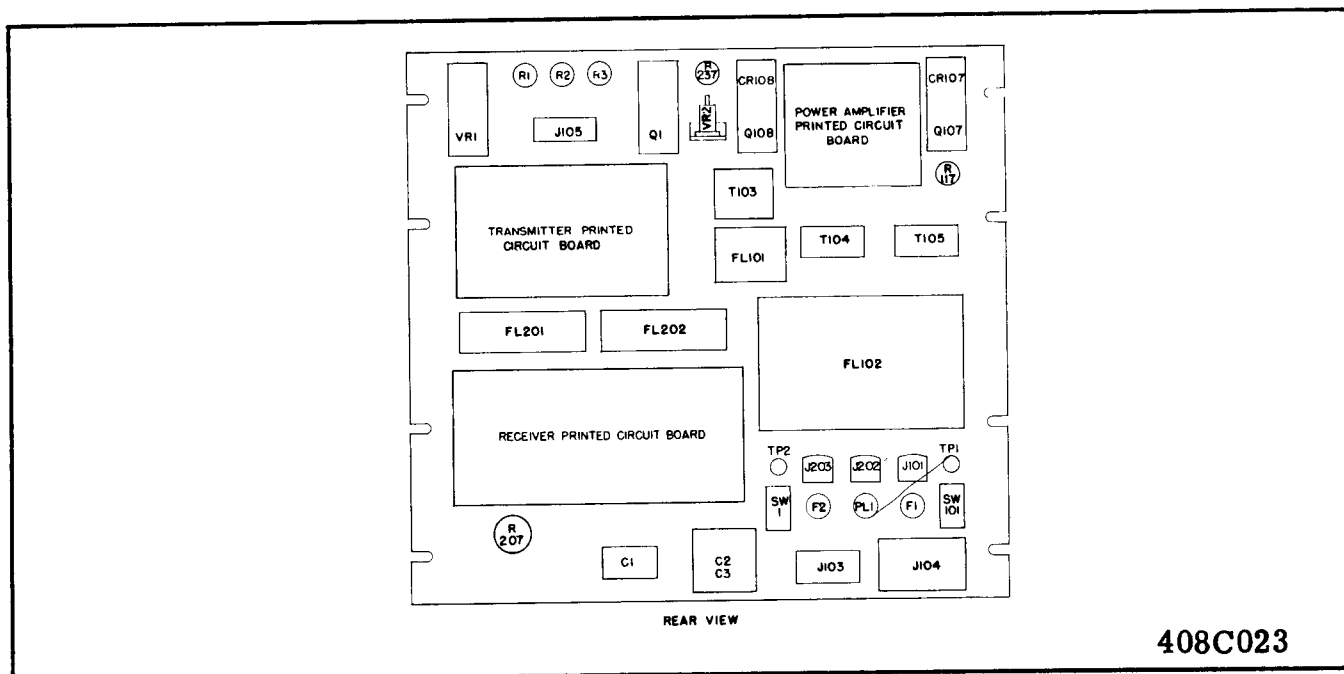 R1 R2 R3
R
237
CR108
CR107
POWER AMPLIFIER
PRINTED CIRCUIT
BOARD
VR2
VR1
J105
Q1
Q108
Q107
R
117
T103
TRANSMITTER PRINTED
CIRCUIT BOARD
T104
T105
FL101
FL201
FL202
FL102
RECEIVER PRINTED CIRCUIT BOARD
TP2
TP1
J203
J202
J101
SW
1
F2
PL1
F1
SW
101
R
207
C1
C2
C3
J103
J104
REAR VIEW
408C023